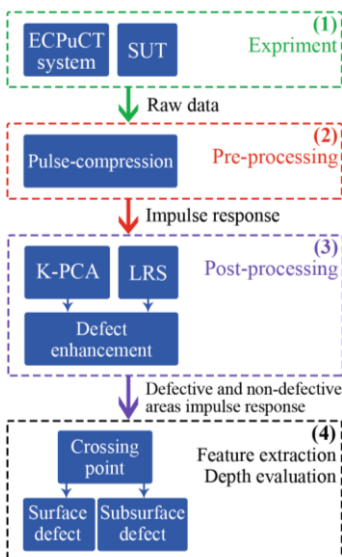 (1)
Expriment
ECPuCT
system
SUT
Raw data
(2)
Pre-processing
Pulse-compression
Impulse response
(3)
Post-processing
K-PCA
LRS
Defect
enhancement
Defective and non-defective
areas impulse response
(4)
Feature extraction
Depth evaluation
Crossing
point
Surface
defect
Subsurface
defect